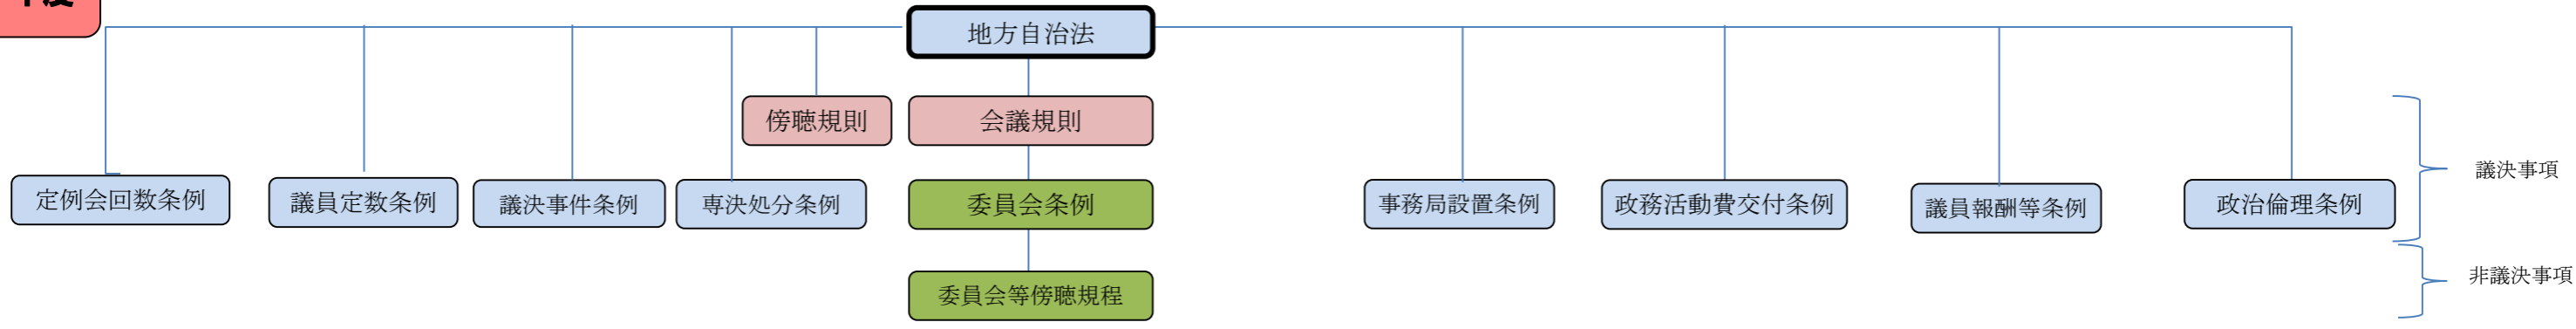 年度
地方自治法
傍聴規則
会議規則
議決事項
定例会回数条例
議員定数条例
議決事件条例
専決処分条例
委員会条例
事務局設置条例
政務活動費交付条例
議員報酬等条例
政治倫理条例
非議決事項
委員会等傍聴規程